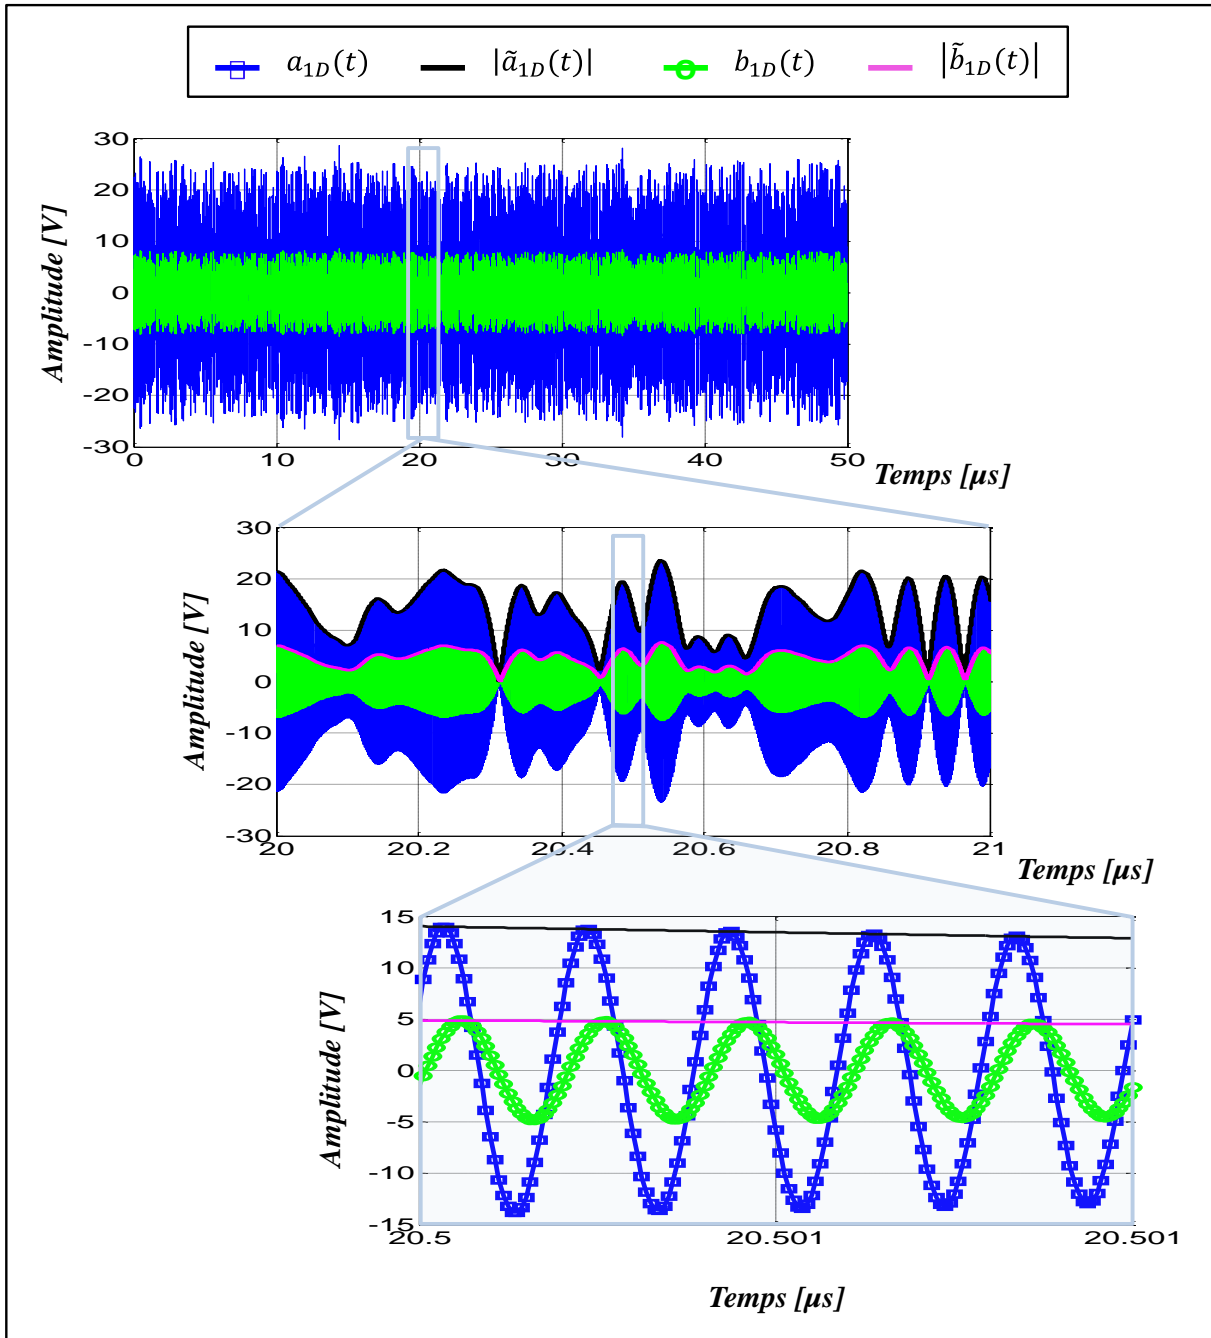 a₁D(t) |ã₁D(t)| b₁D(t) |b̃₁D(t)|
30
20
10
0
-10
-20
-30
Amplitude [V]
0 10 20 30 40 50
Temps [µs]
30
20
10
0
-10
-20
-30
Amplitude [V]
20 20.2 20.4 20.6 20.8 21
Temps [µs]
15
10
5
0
-5
-10
-15
Amplitude [V]
20.5 20.501 20.501
Temps [µs]